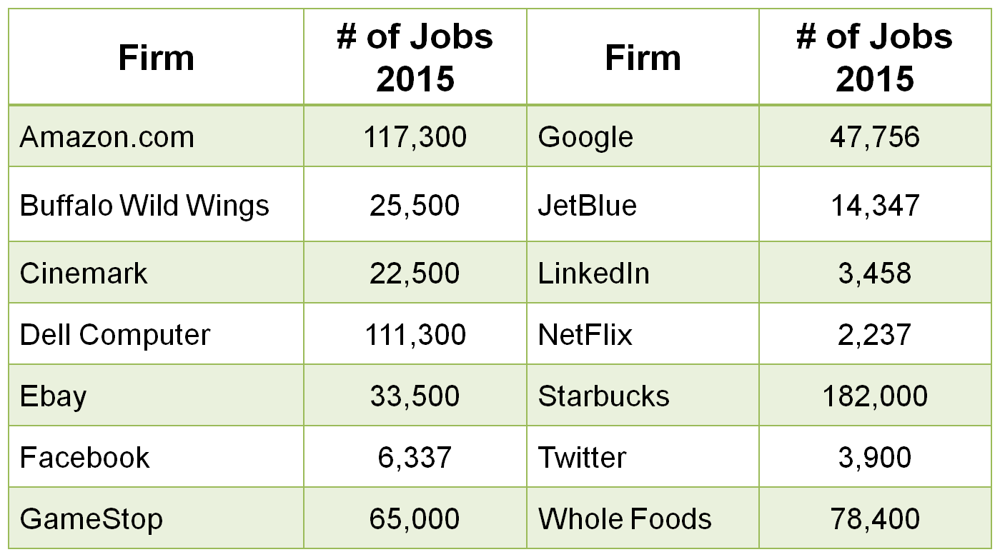 Firm # of Jobs 2015 Firm # of Jobs 2015
Amazon.com 117,300 Google 47,756
Buffalo Wild Wings 25,500 JetBlue 14,347
Cinemark 22,500 LinkedIn 3,458
Dell Computer 111,300 NetFlix 2,237
Ebay 33,500 Starbucks 182,000
Facebook 6,337 Twitter 3,900
GameStop 65,000 Whole Foods 78,400